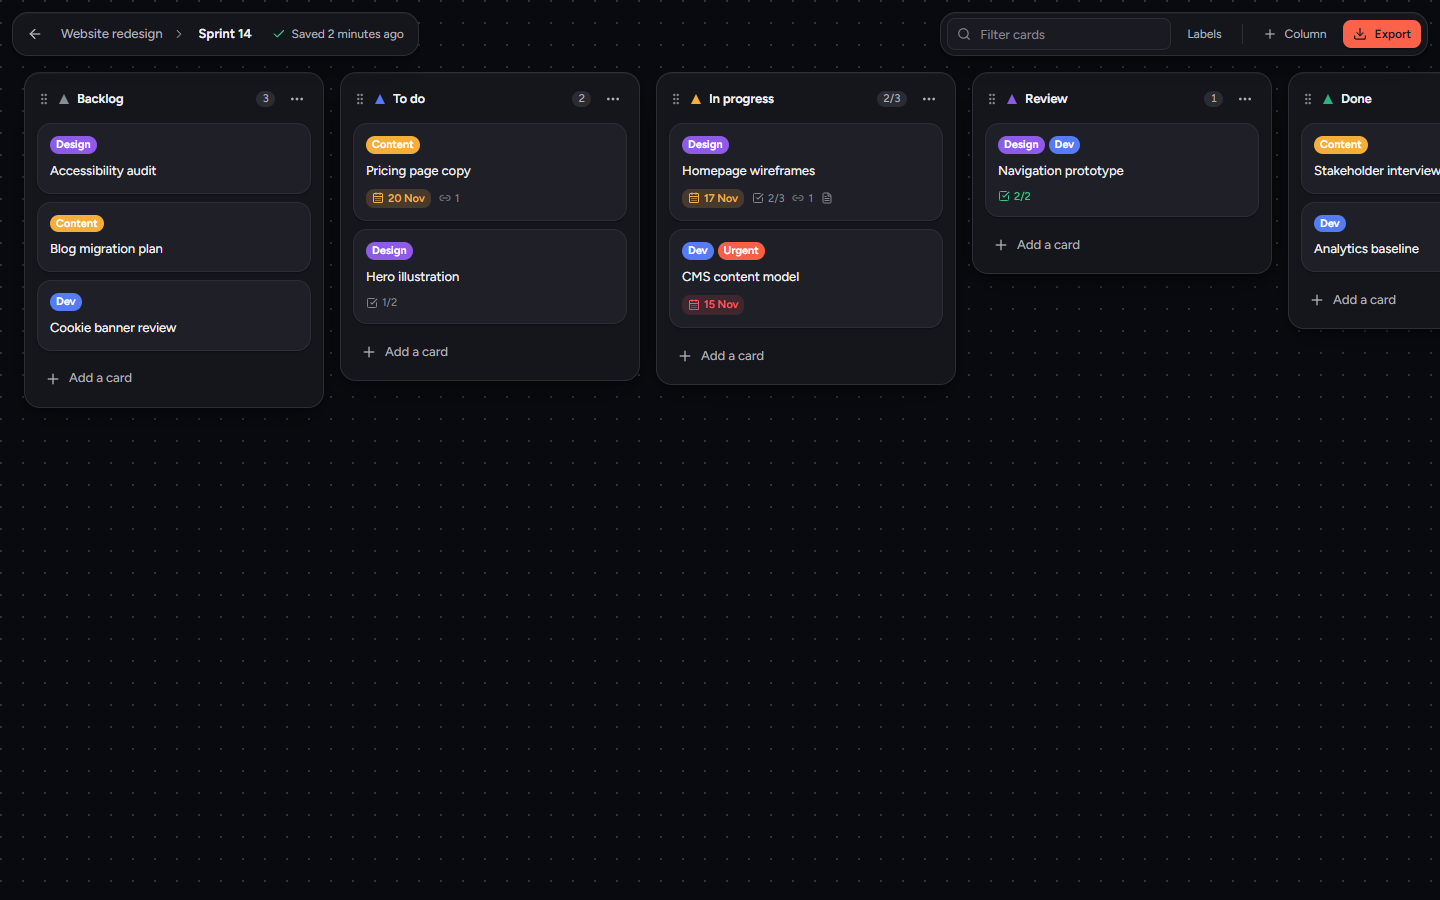 Website redesign
Sprint 14
Saved 2 minutes ago
Filter cards
Labels
Column
Export
Backlog
3
Design
Accessibility audit
Content
Blog migration plan
Dev
Cookie banner review
Add a card
To do
2
Content
Pricing page copy
20 Nov
1
Design
Hero illustration
1/2
Add a card
In progress
2/3
Design
Homepage wireframes
17 Nov
2/3
1
Dev Urgent
CMS content model
15 Nov
Add a card
Review
1
Design Dev
Navigation prototype
2/2
Add a card
Done
Content
Stakeholder interview
Dev
Analytics baseline
Add a card